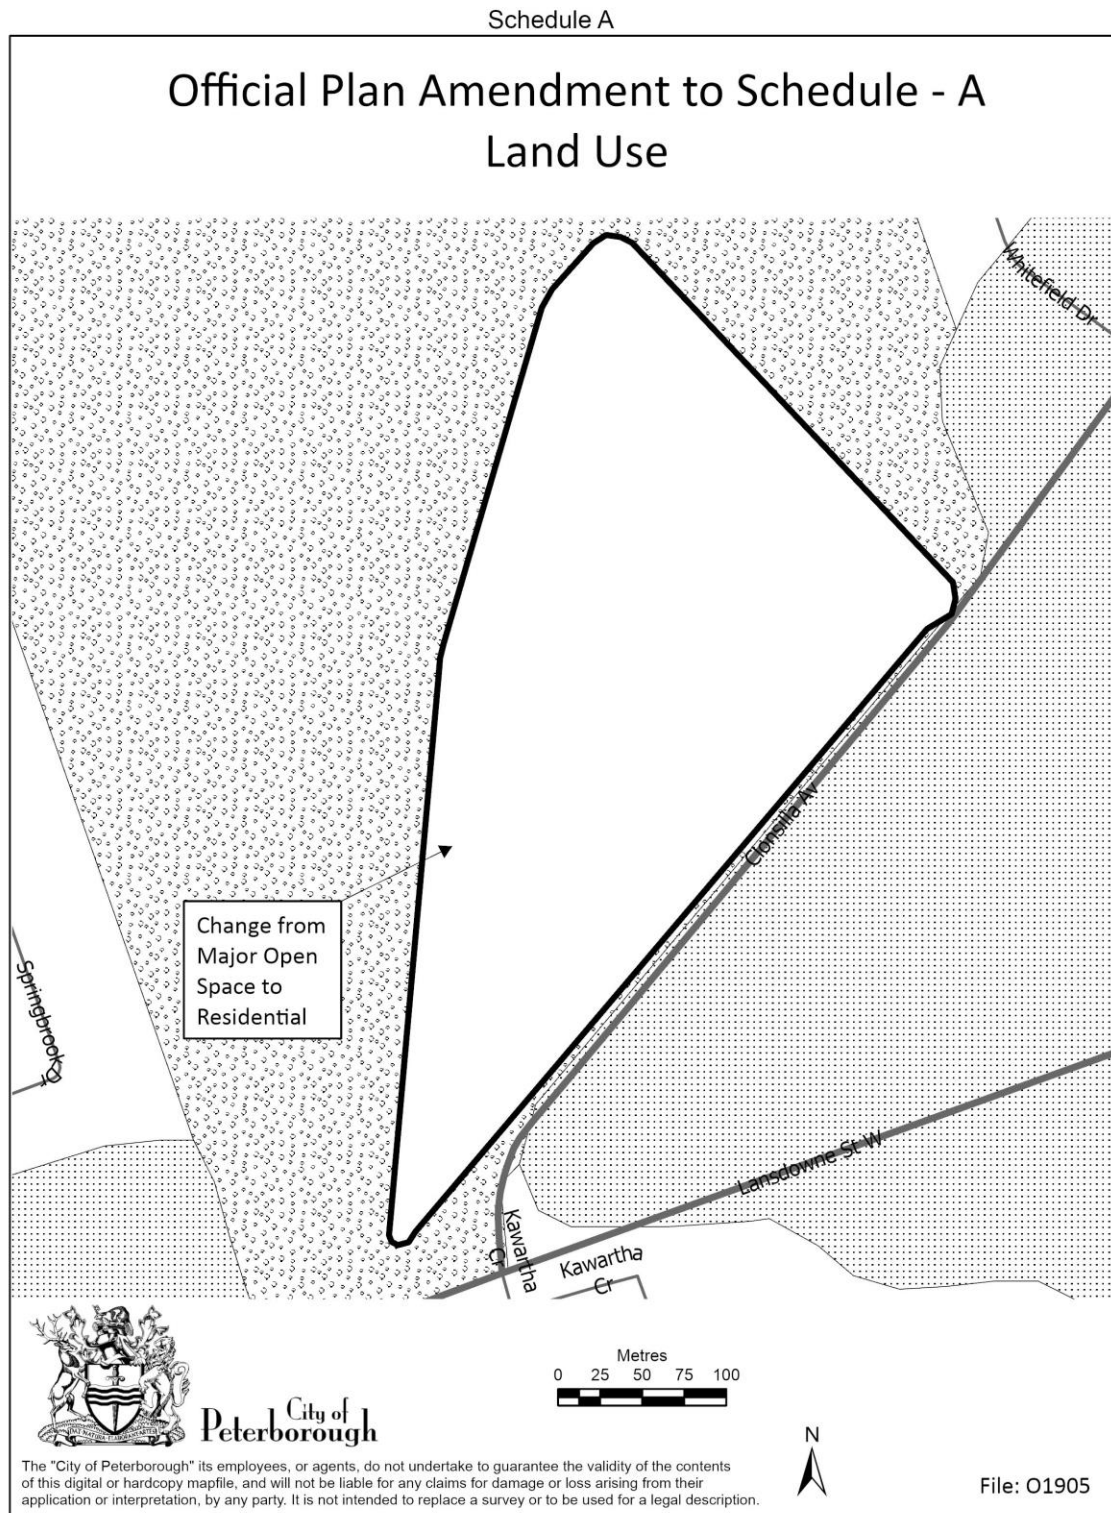 Schedule A
Official Plan Amendment to Schedule - A
Land Use
Whitefield Dr
Clonsilla Av
Change from
Major Open
Space to
Residential
Springbrook
Ct
Lansdowne St W
Kawartha
Cr
Kawartha
Cr
Metres
0 25 50 75 100
City of
Peterborough
N
The "City of Peterborough" its employees, or agents, do not undertake to guarantee the validity of the contents
of this digital or hardcopy mapfile, and will not be liable for any claims for damage or loss arising from their
application or interpretation, by any party. It is not intended to replace a survey or to be used for a legal description.
File: O1905